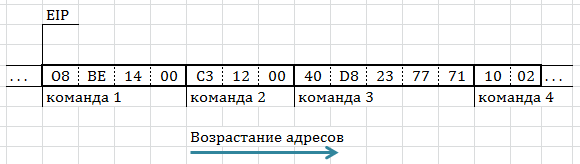 EIP
... 08 BE 14 00 C3 12 00 40 D8 23 77 71 10 02 ...
команда 1 команда 2 команда 3 команда 4
Возрастание адресов